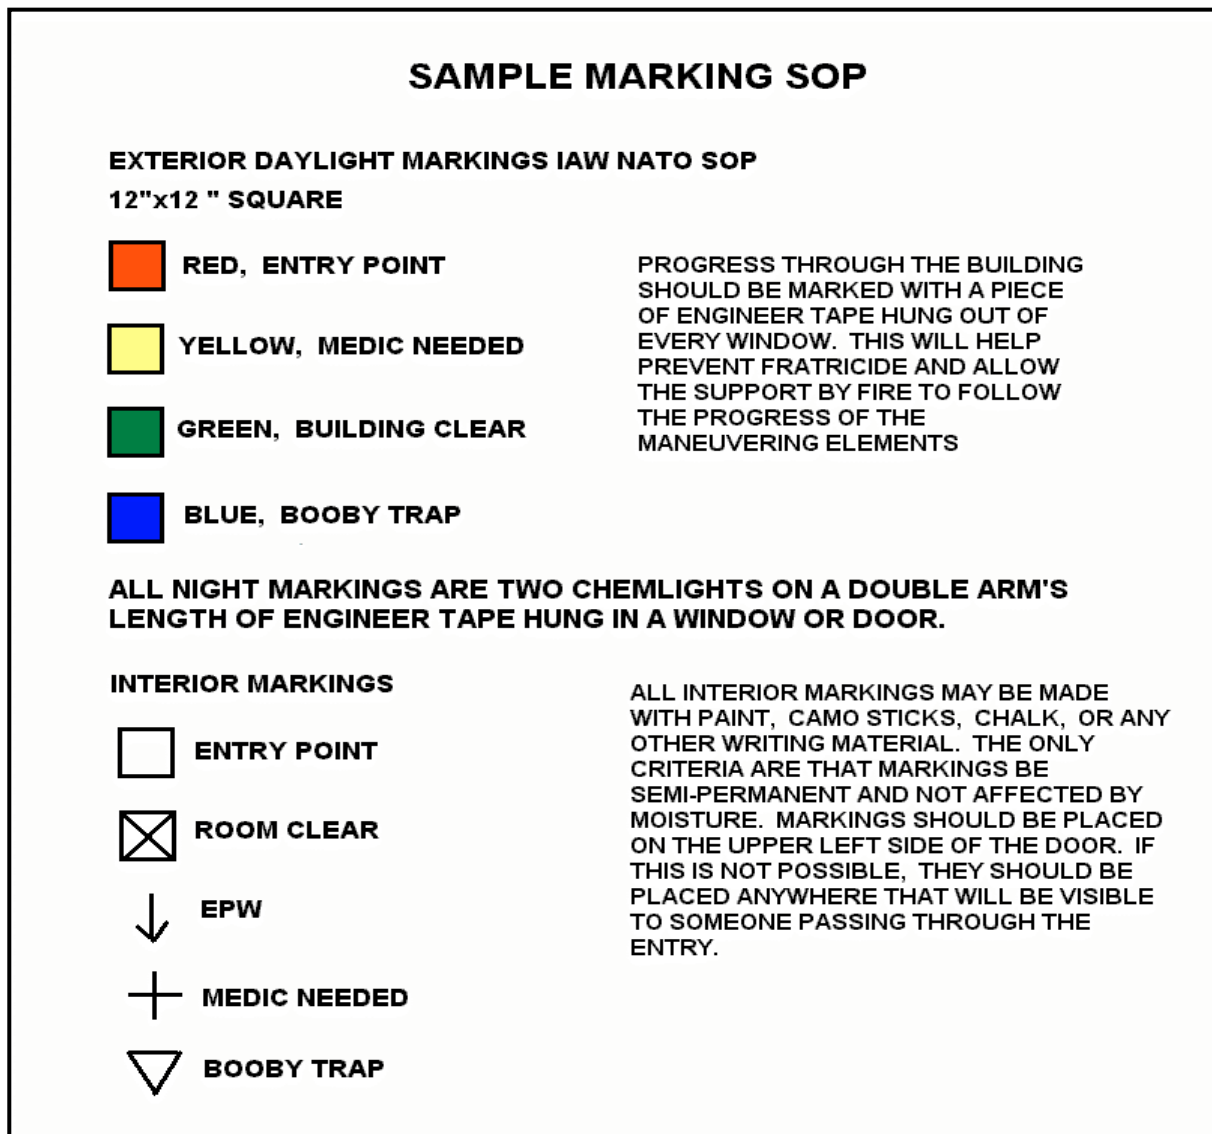 SAMPLE MARKING SOP
EXTERIOR DAYLIGHT MARKINGS IAW NATO SOP
12"x12 " SQUARE
RED, ENTRY POINT
YELLOW, MEDIC NEEDED
GREEN, BUILDING CLEAR
BLUE, BOOBY TRAP
PROGRESS THROUGH THE BUILDING
SHOULD BE MARKED WITH A PIECE
OF ENGINEER TAPE HUNG OUT OF
EVERY WINDOW. THIS WILL HELP
PREVENT FRATRICIDE AND ALLOW
THE SUPPORT BY FIRE TO FOLLOW
THE PROGRESS OF THE
MANEUVERING ELEMENTS
ALL NIGHT MARKINGS ARE TWO CHEMLIGHTS ON A DOUBLE ARM'S
LENGTH OF ENGINEER TAPE HUNG IN A WINDOW OR DOOR.
INTERIOR MARKINGS
ENTRY POINT
ROOM CLEAR
EPW
MEDIC NEEDED
BOOBY TRAP
ALL INTERIOR MARKINGS MAY BE MADE
WITH PAINT, CAMO STICKS, CHALK, OR ANY
OTHER WRITING MATERIAL. THE ONLY
CRITERIA ARE THAT MARKINGS BE
SEMI-PERMANENT AND NOT AFFECTED BY
MOISTURE. MARKINGS SHOULD BE PLACED
ON THE UPPER LEFT SIDE OF THE DOOR. IF
THIS IS NOT POSSIBLE, THEY SHOULD BE
PLACED ANYWHERE THAT WILL BE VISIBLE
TO SOMEONE PASSING THROUGH THE
ENTRY.